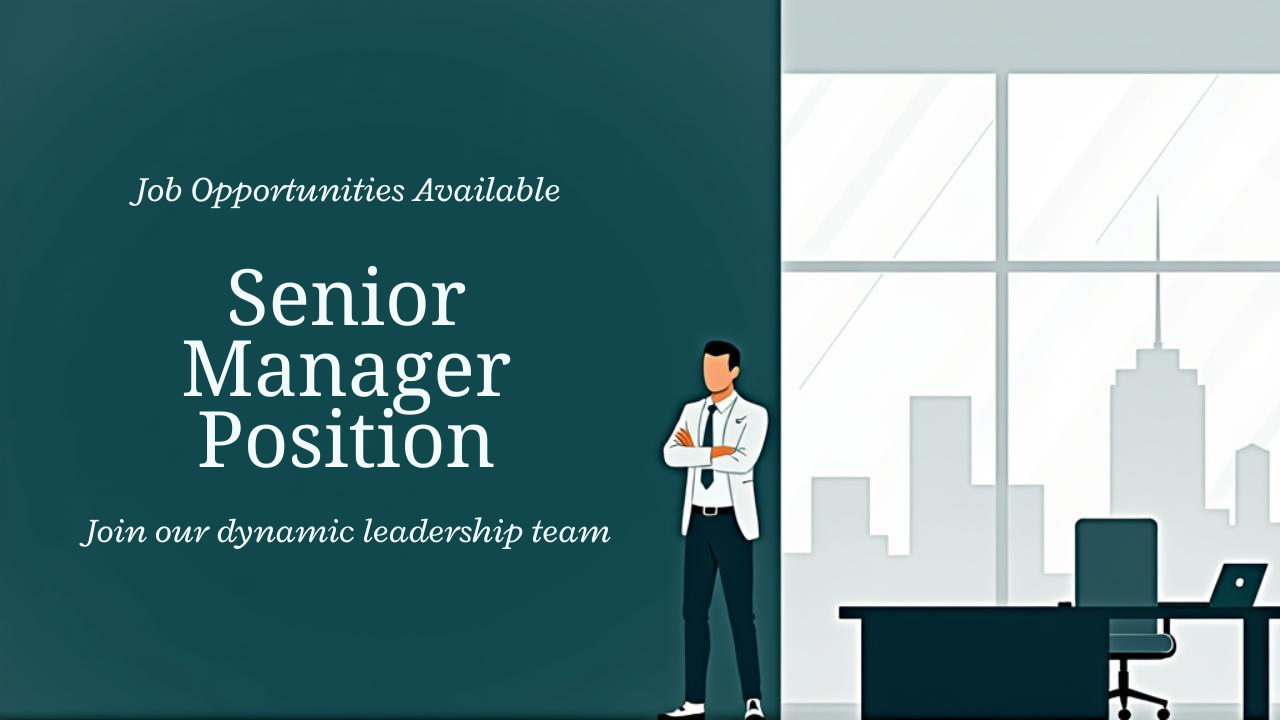 Job Opportunities Available
Senior
Manager
Position
Join our dynamic leadership team